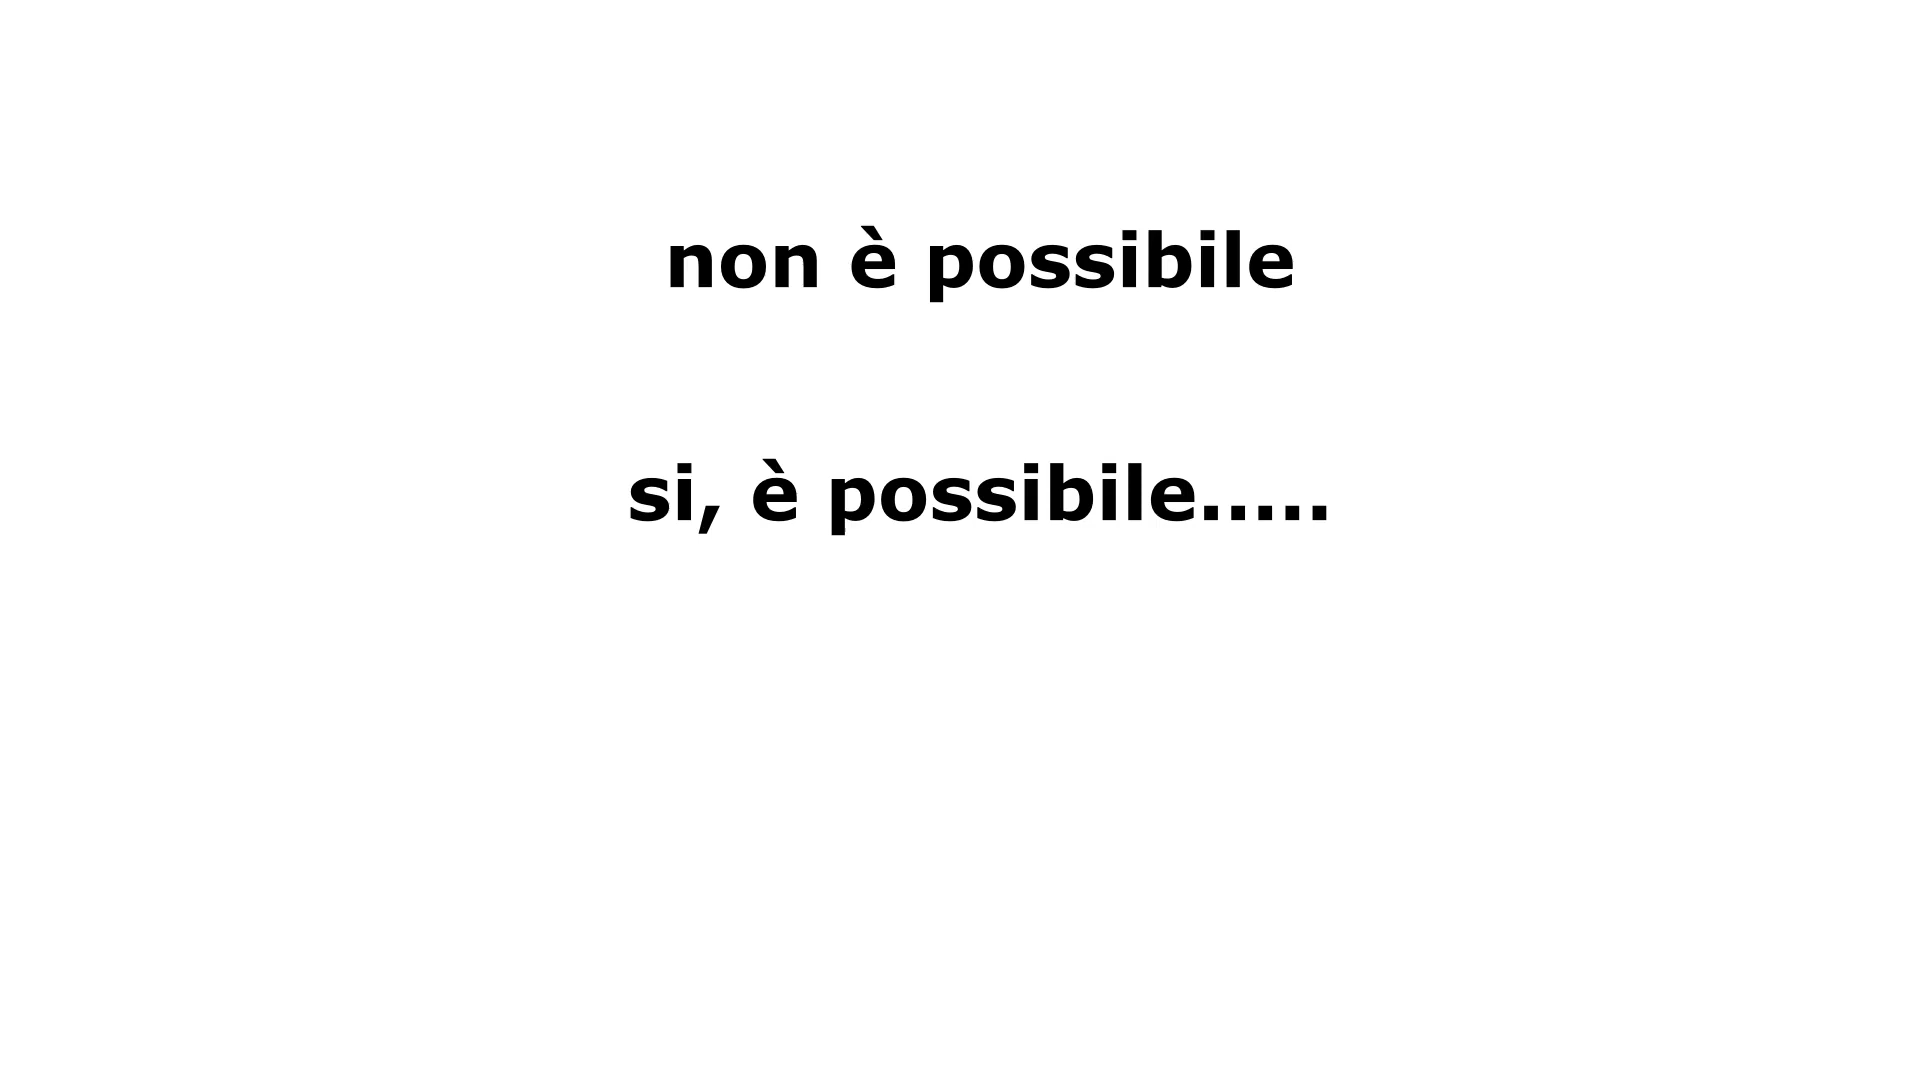 non è possibile
si, è possibile.....